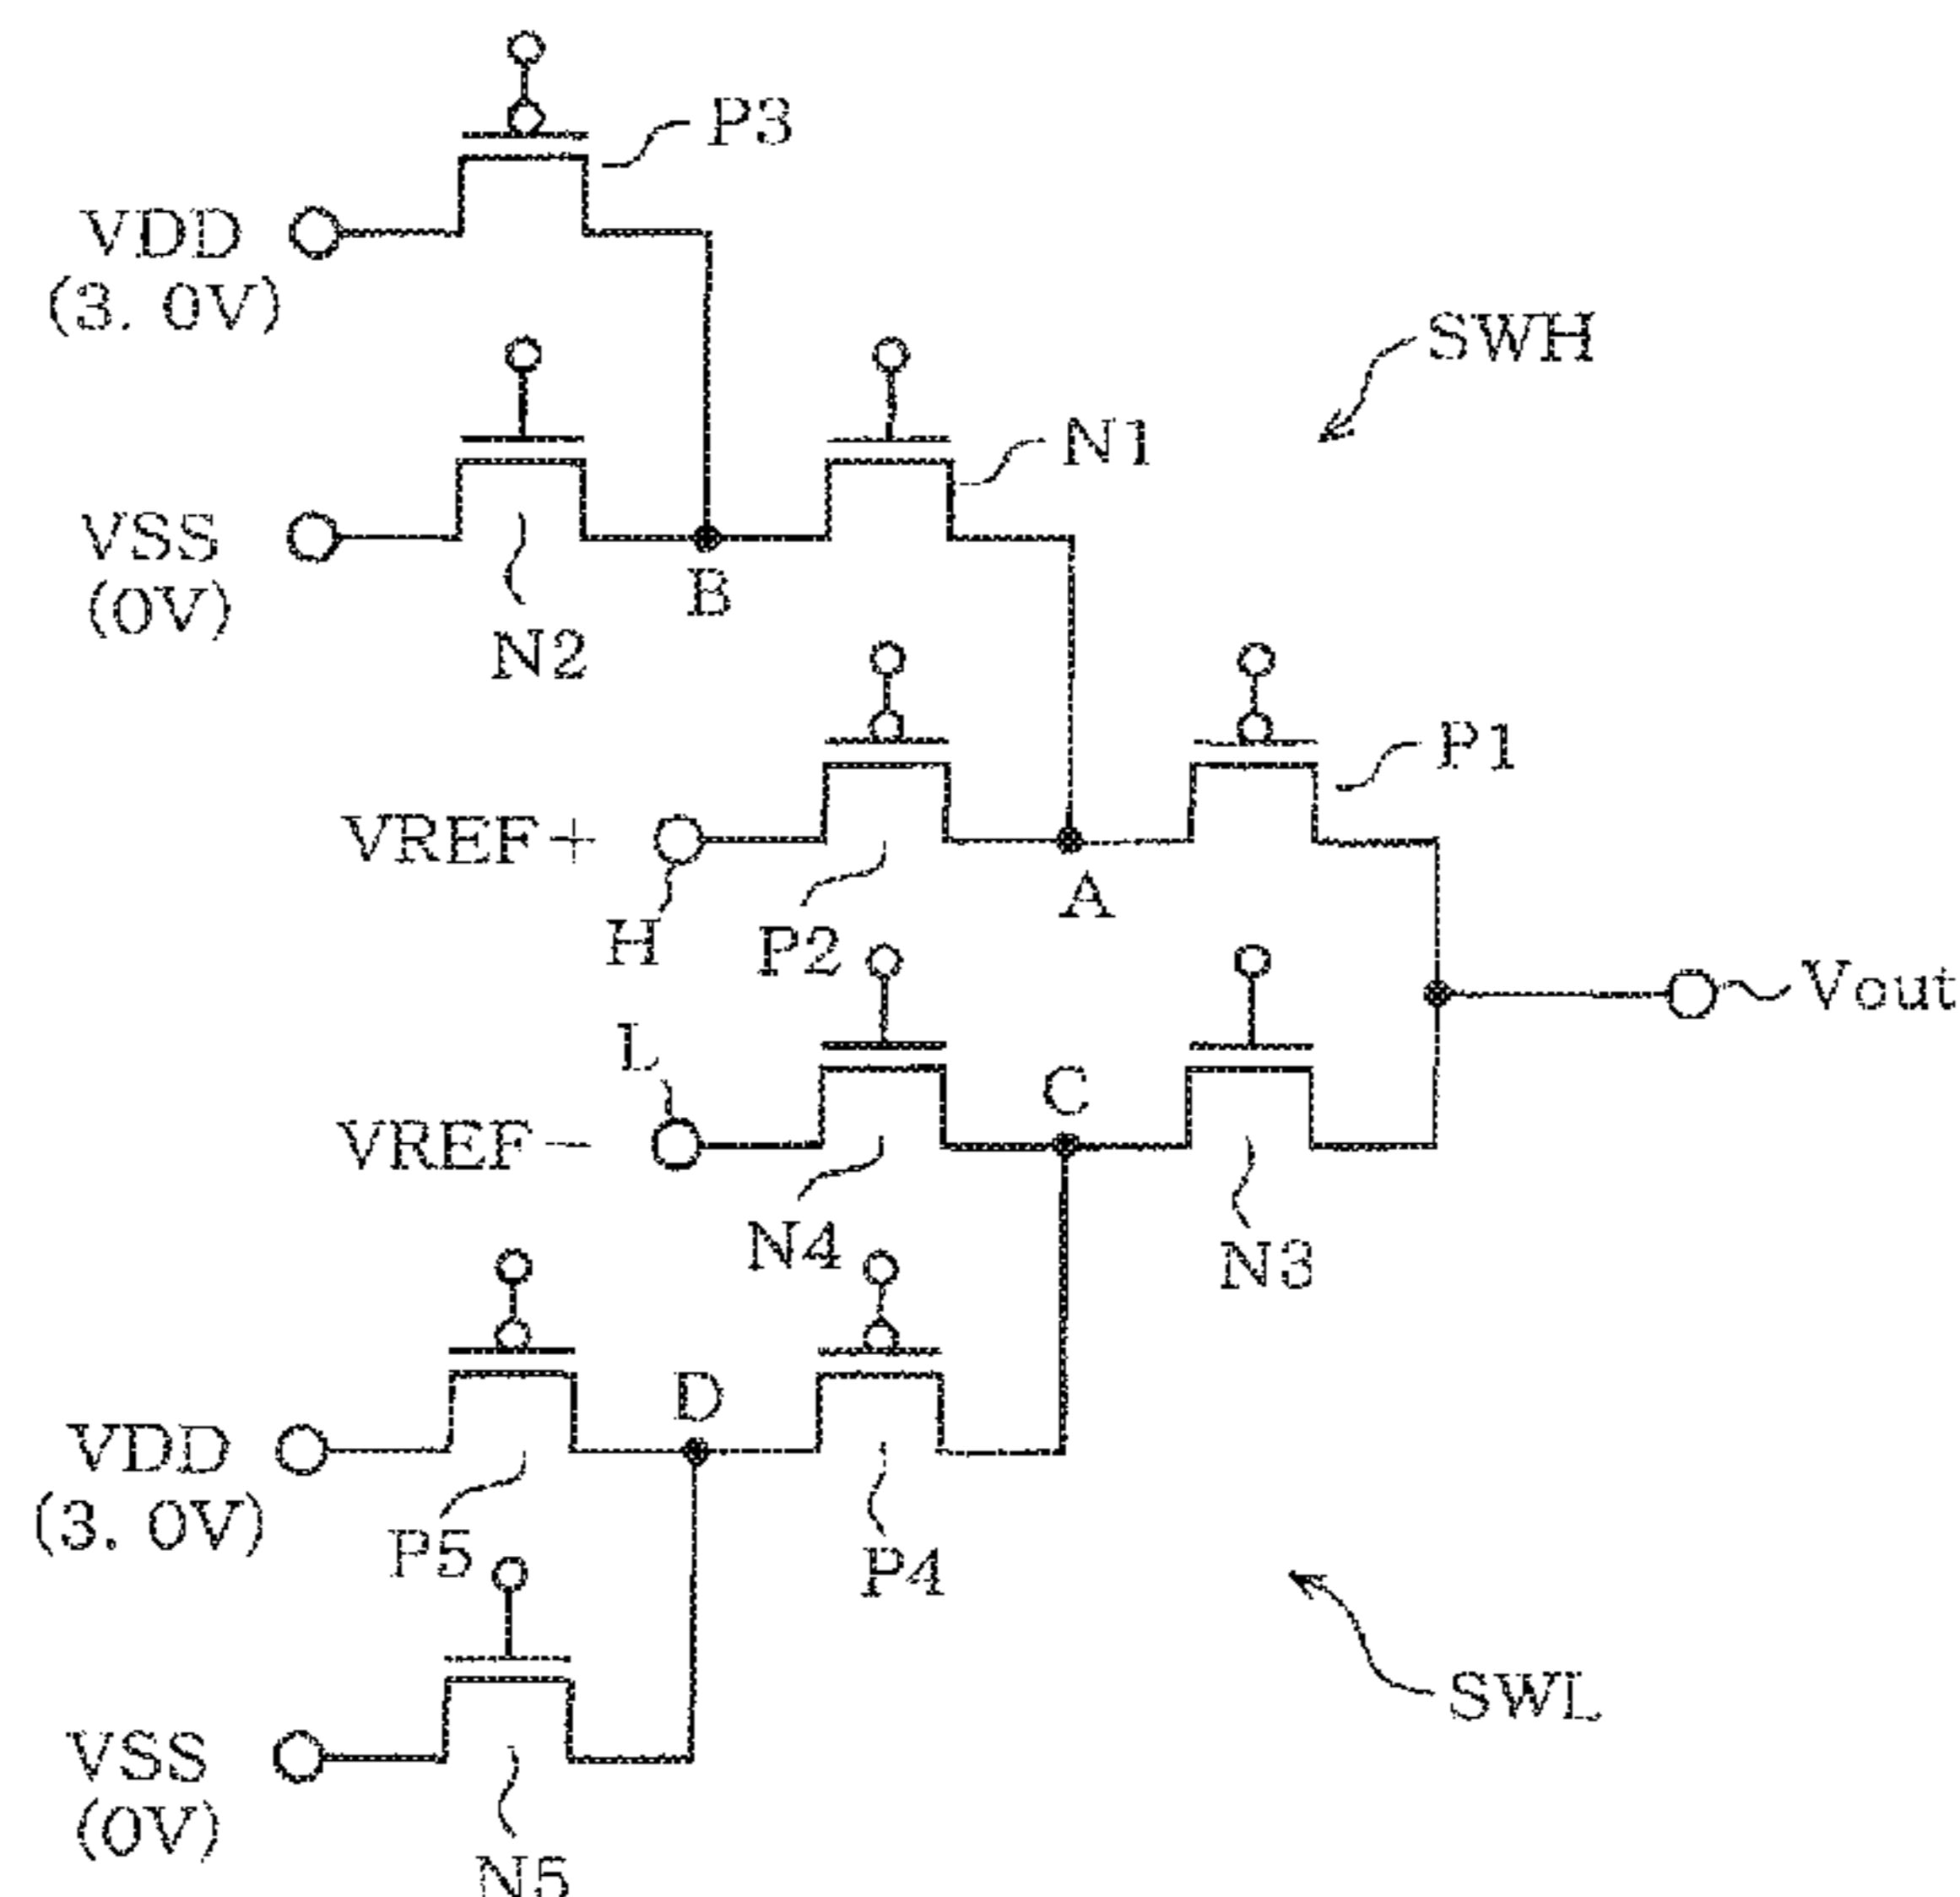 P3
VDD
(3. 0V)
SWH
N1
VSS
(0V)
B
N2
P1
VREF+
A
H
P2
Vout
L
C
VREF-
N4
N3
D
VDD
(3. 0V)
P5
P4
SWL
VSS
(0V)
N5